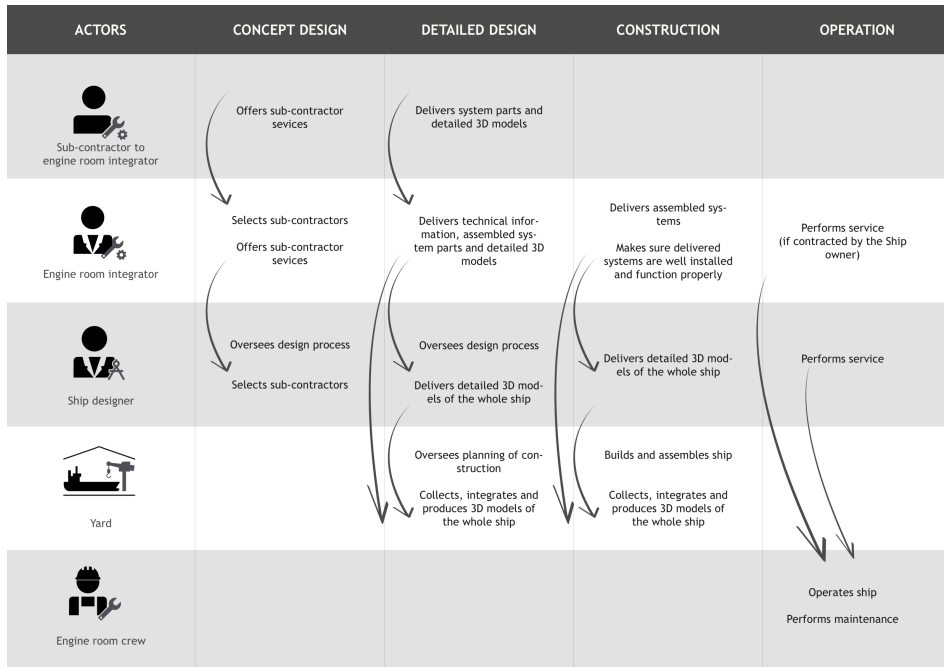 ACTORS
CONCEPT DESIGN
DETAILED DESIGN
CONSTRUCTION
OPERATION
Sub-contractor to
engine room integrator
Offers sub-contractor
sevices
Delivers system parts and
detailed 3D models
Engine room integrator
Selects sub-contractors
Offers sub-contractor
sevices
Delivers technical infor-
mation, assembled sys-
tem parts and detailed 3D
models
Delivers assembled sys-
tems
Makes sure delivered
systems are well installed
and function properly
Performs service
(if contracted by the Ship
owner)
Ship designer
Oversees design process
Selects sub-contractors
Oversees design process
Delivers detailed 3D mod-
els of the whole ship
Delivers detailed 3D mod-
els of the whole ship
Performs service
Yard
Oversees planning of con-
struction
Collects, integrates and
produces 3D models of
the whole ship
Builds and assembles ship
Collects, integrates and
produces 3D models of
the whole ship
Engine room crew
Operates ship
Performs maintenance